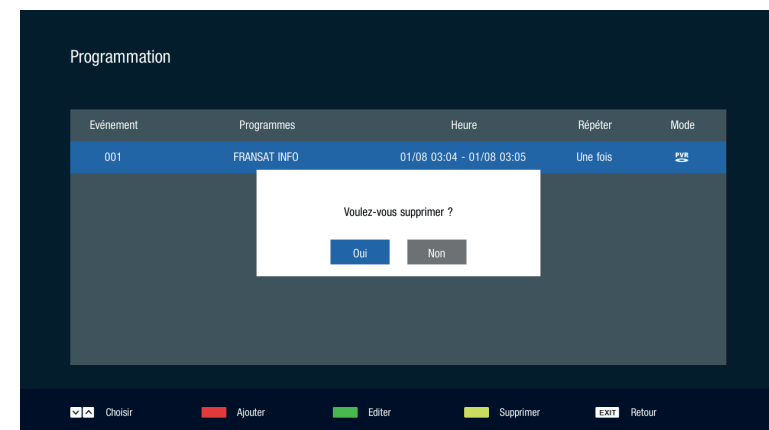 Programmation
Evénement Programmes Heure Répéter Mode
001 FRANSAT INFO 01/08 03:04 - 01/08 03:05 Une fois PVR
Voulez-vous supprimer ?
Oui Non
Choisir Ajouter Editer Supprimer EXIT Retour